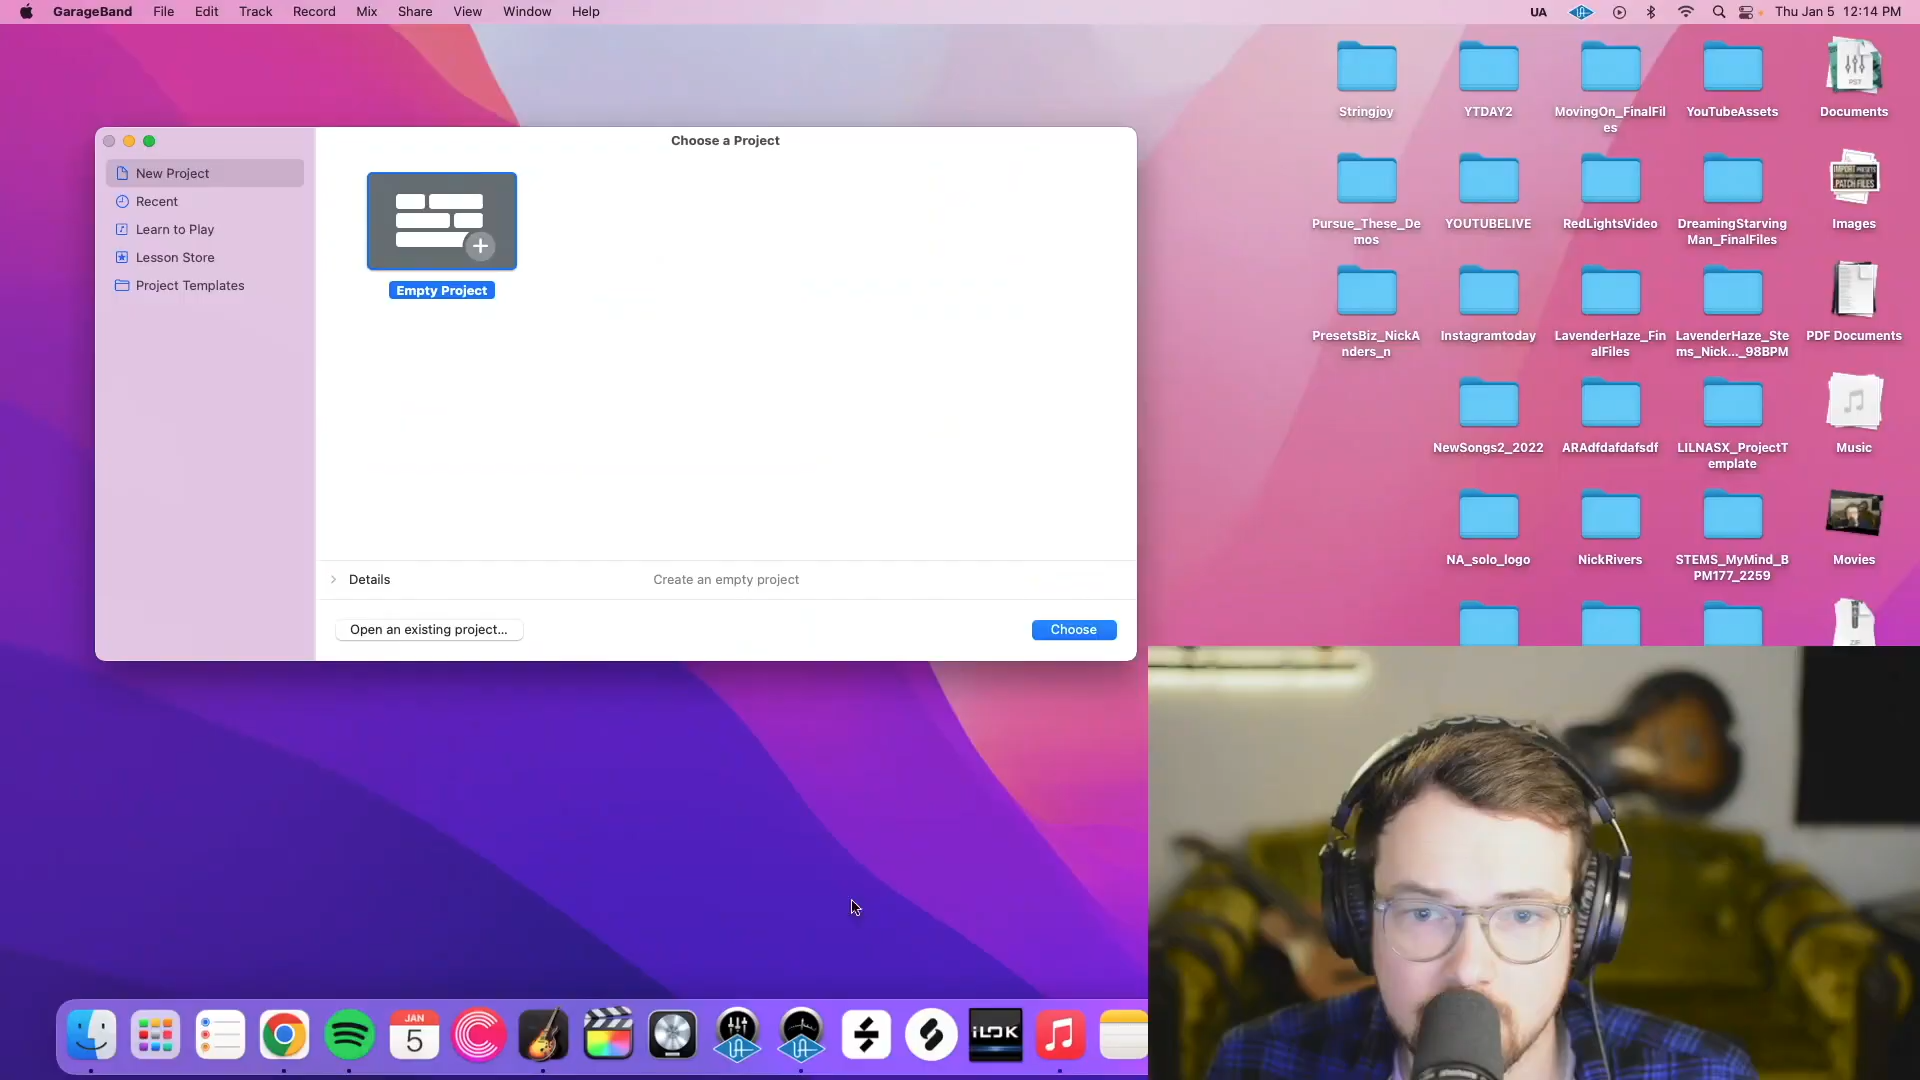 GarageBand File Edit Track Record Mix Share View Window Help
UA Thu Jan 5 12:14 PM
Choose a Project
New Project
Recent
Learn to Play
Lesson Store
Project Templates
Empty Project
Details
Create an empty project
Open an existing project...
Choose
Stringjoy
YTDAY2
MovingOn_FinalFil
es
YouTubeAssets
Documents
Pursue_These_De
mos
YOUTUBELIVE
RedLightsVideo
DreamingStarving
Man_FinalFiles
IMPORT PRESETS
PATCH FILES
Images
PresetsBiz_NickA
nders_n
Instagramtoday
LavenderHaze_Fin
alFiles
LavenderHaze_Ste
ms_Nick..._98BPM
PDF Documents
NewSongs2_2022
ARAdfdafdafsdf
LILNASX_ProjectT
emplate
Music
NA_solo_logo
NickRivers
STEMS_MyMind_B
PM177_2259
Movies
JAN
5
iLOK